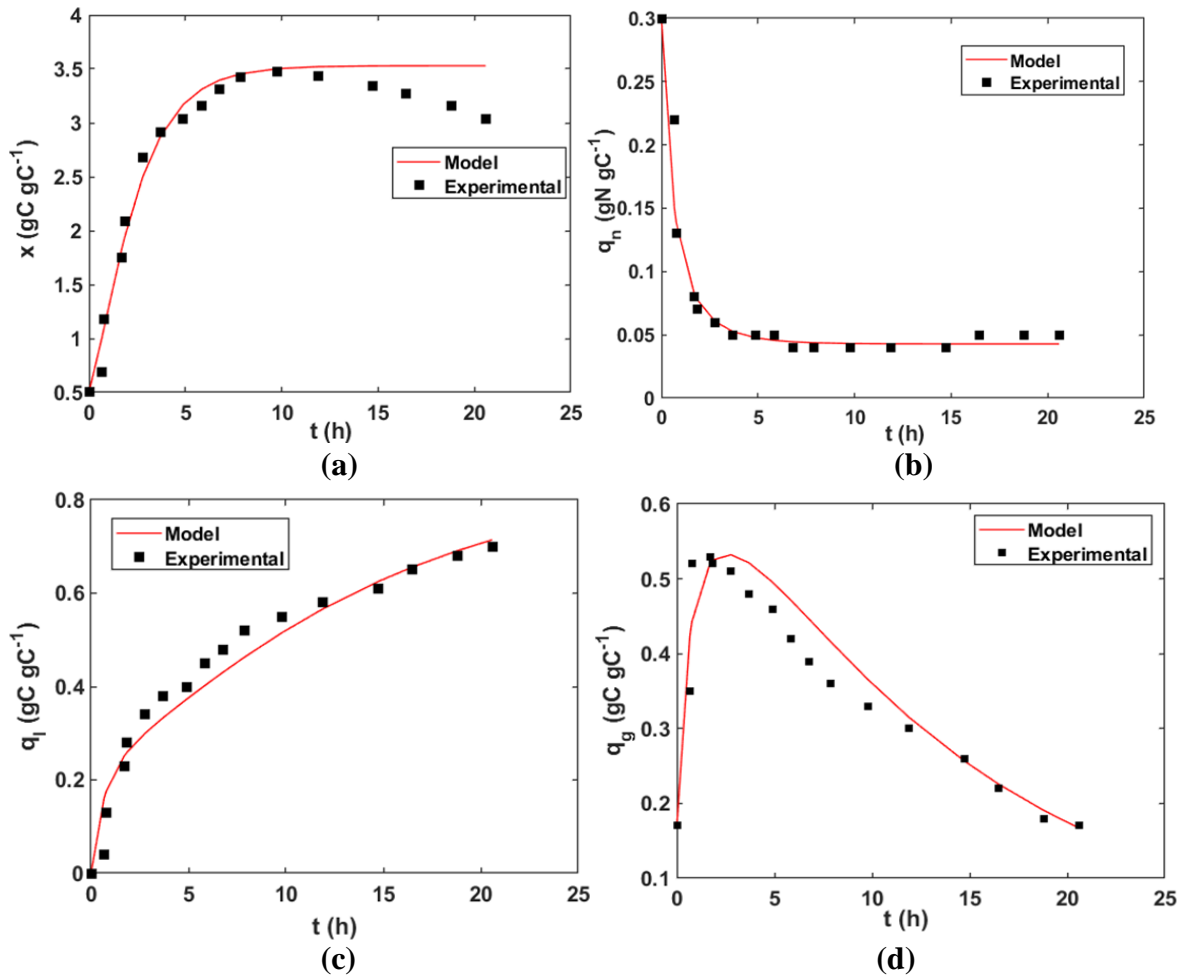 4
3.5
3
2.5
2
1.5
1
0.5
x (gC gC⁻¹)
Model
Experimental
0 5 10 15 20 25
t (h)
(a)
0.3
0.25
0.2
0.15
0.1
0.05
0
qₙ (gN gC⁻¹)
Model
Experimental
0 5 10 15 20 25
t (h)
(b)
0.8
0.6
0.4
0.2
0
qₗ (gC gC⁻¹)
Model
Experimental
0 5 10 15 20 25
t (h)
(c)
0.6
0.5
0.4
0.3
0.2
0.1
q_g (gC gC⁻¹)
Model
Experimental
0 5 10 15 20 25
t (h)
(d)